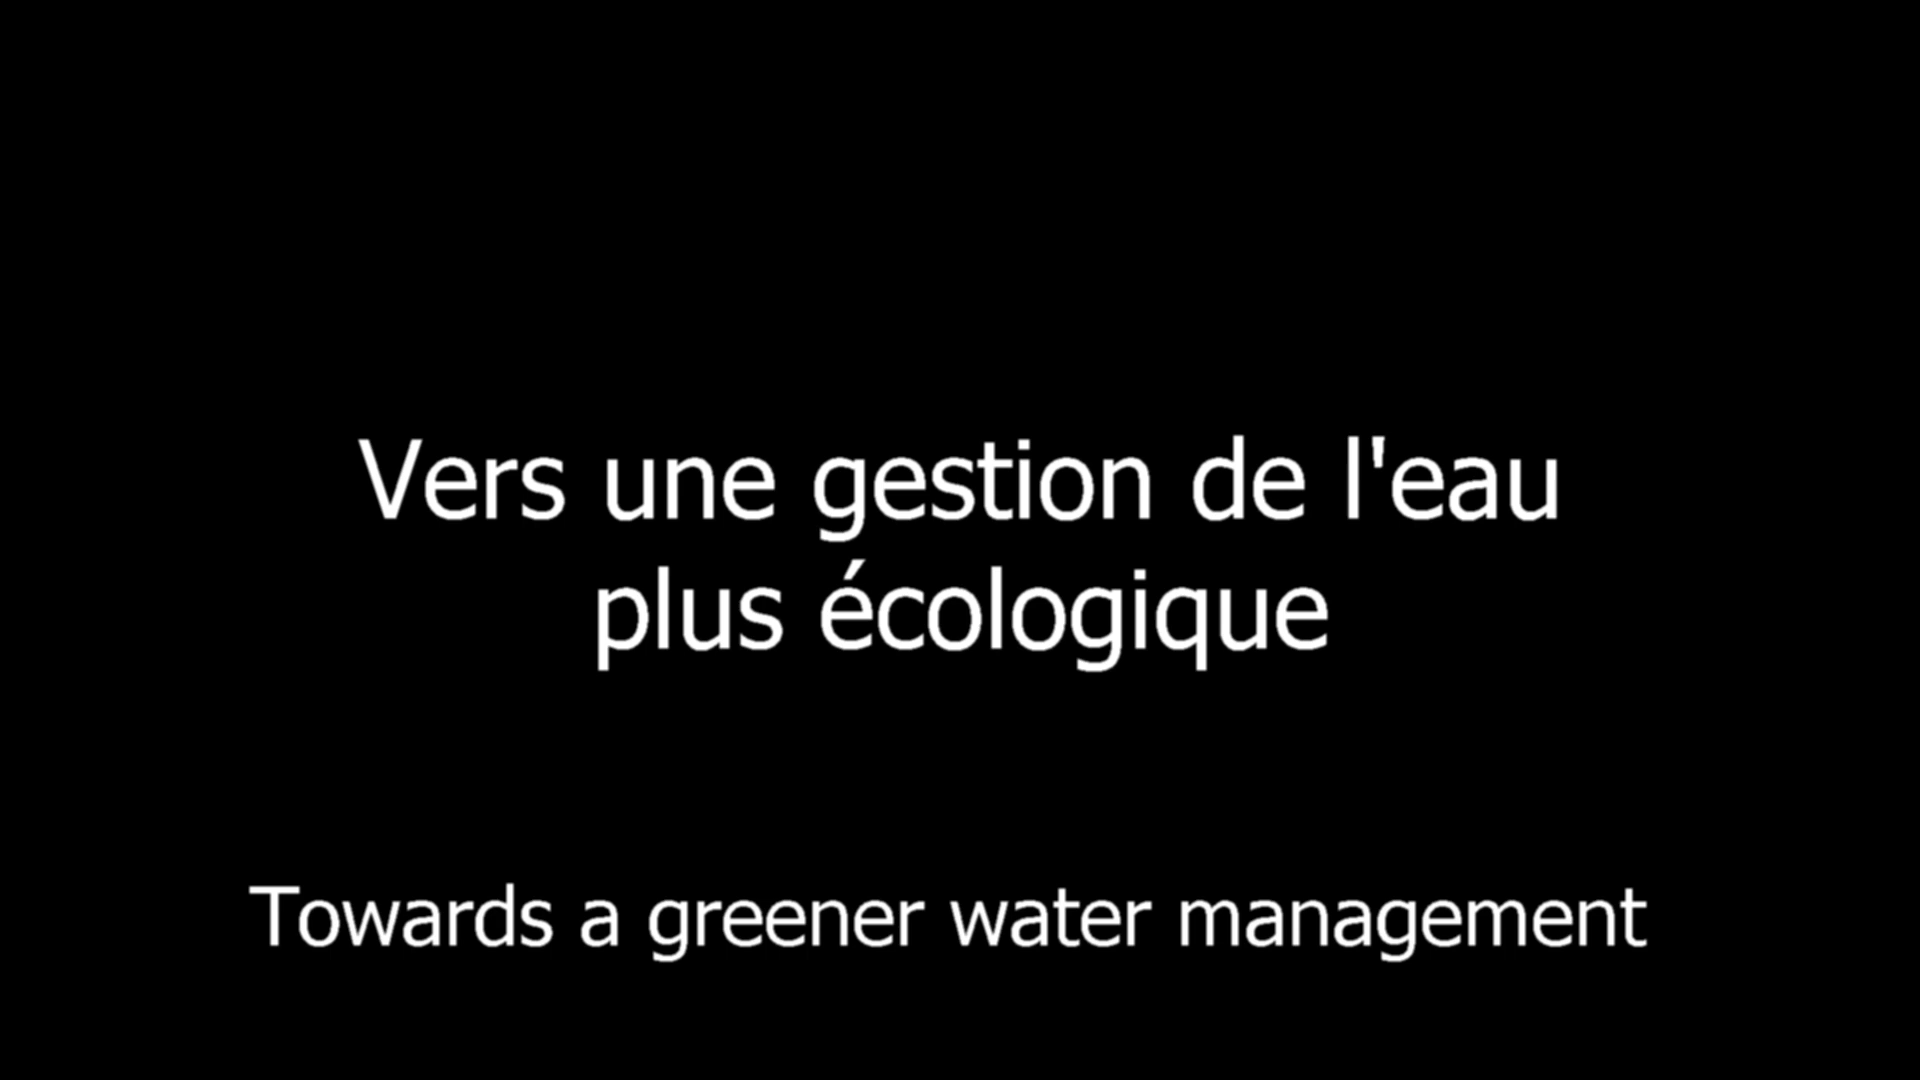 Vers une gestion de l'eau
plus écologique
Towards a greener water management